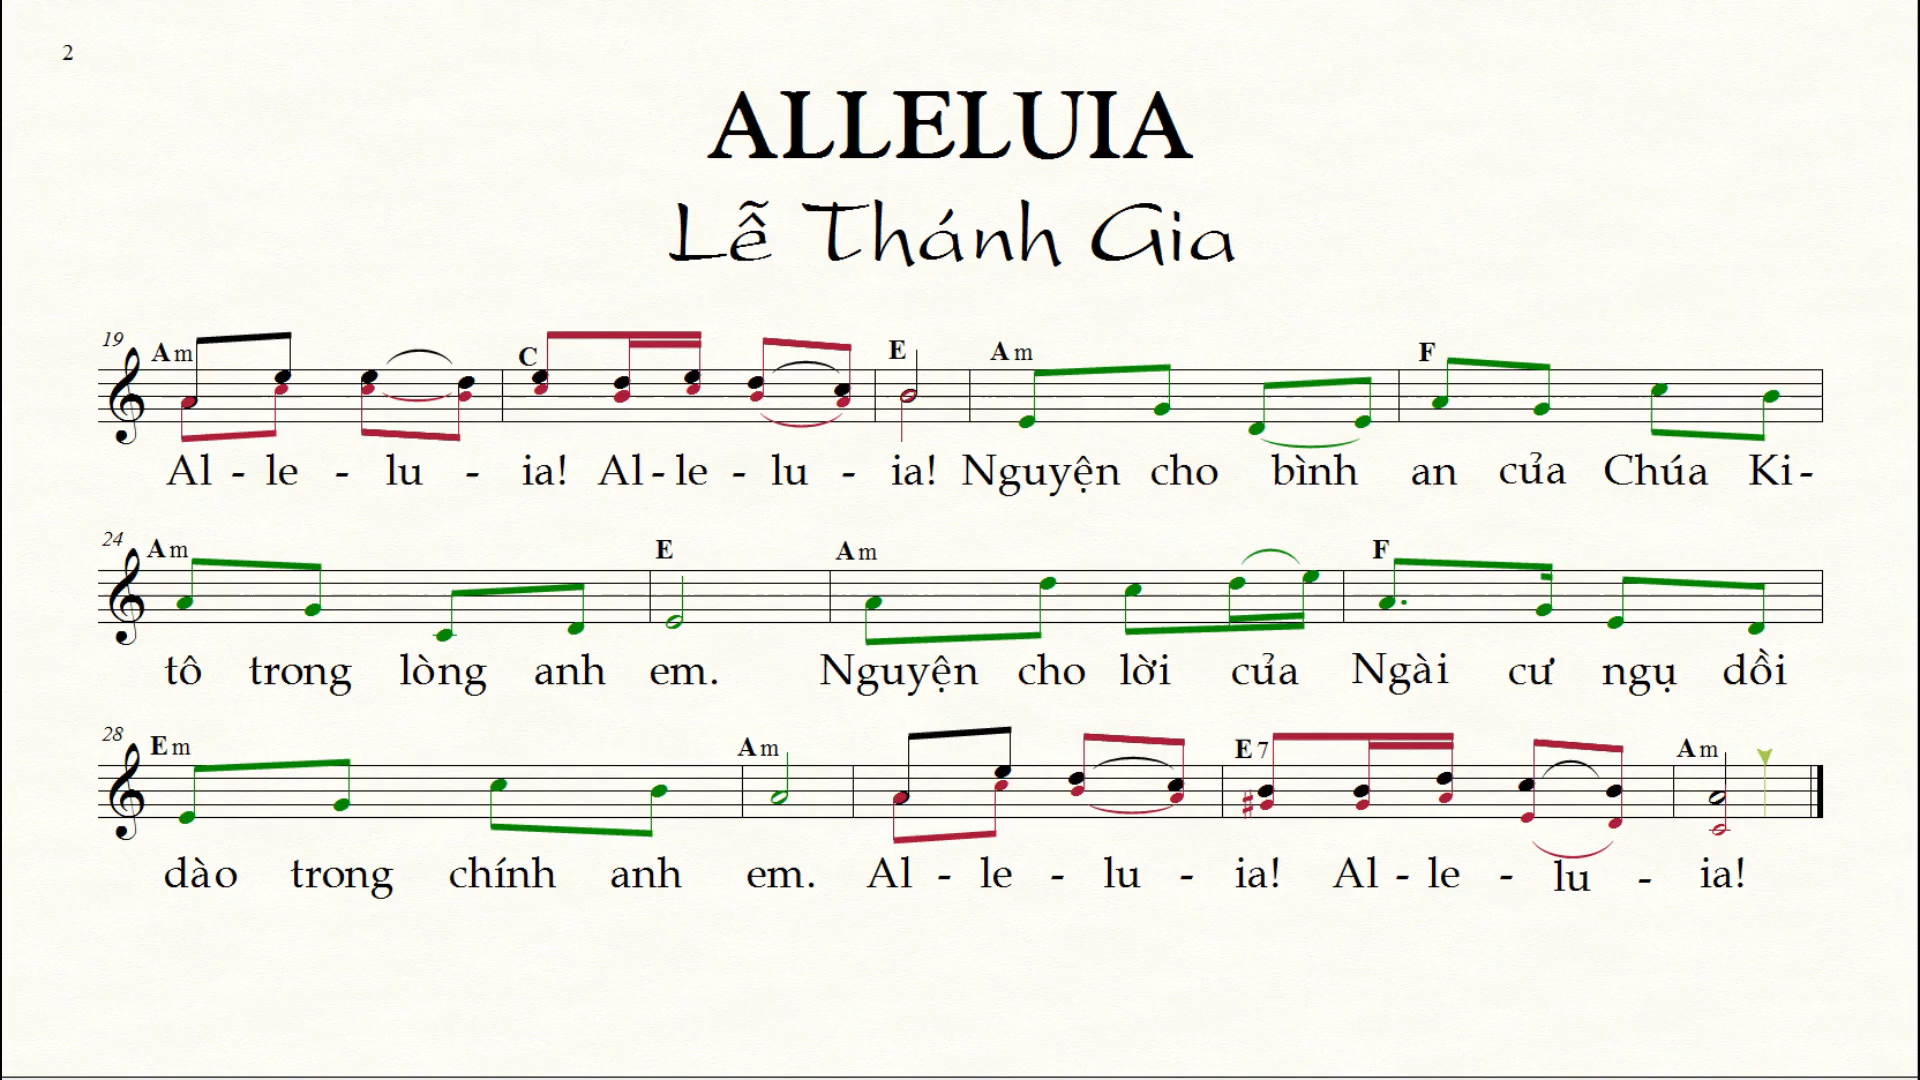 2
ALLELUIA
Lễ Thánh Gia
19 Am C E Am F
Al - le - lu - ia! Al - le - lu - ia! Nguyện cho bình an của Chúa Ki -
24 Am E Am F
tô trong lòng anh em. Nguyện cho lời của Ngài cư ngụ dồi
28 Em Am E7 Am
dào trong chính anh em. Al - le - lu - ia! Al - le - lu - ia!